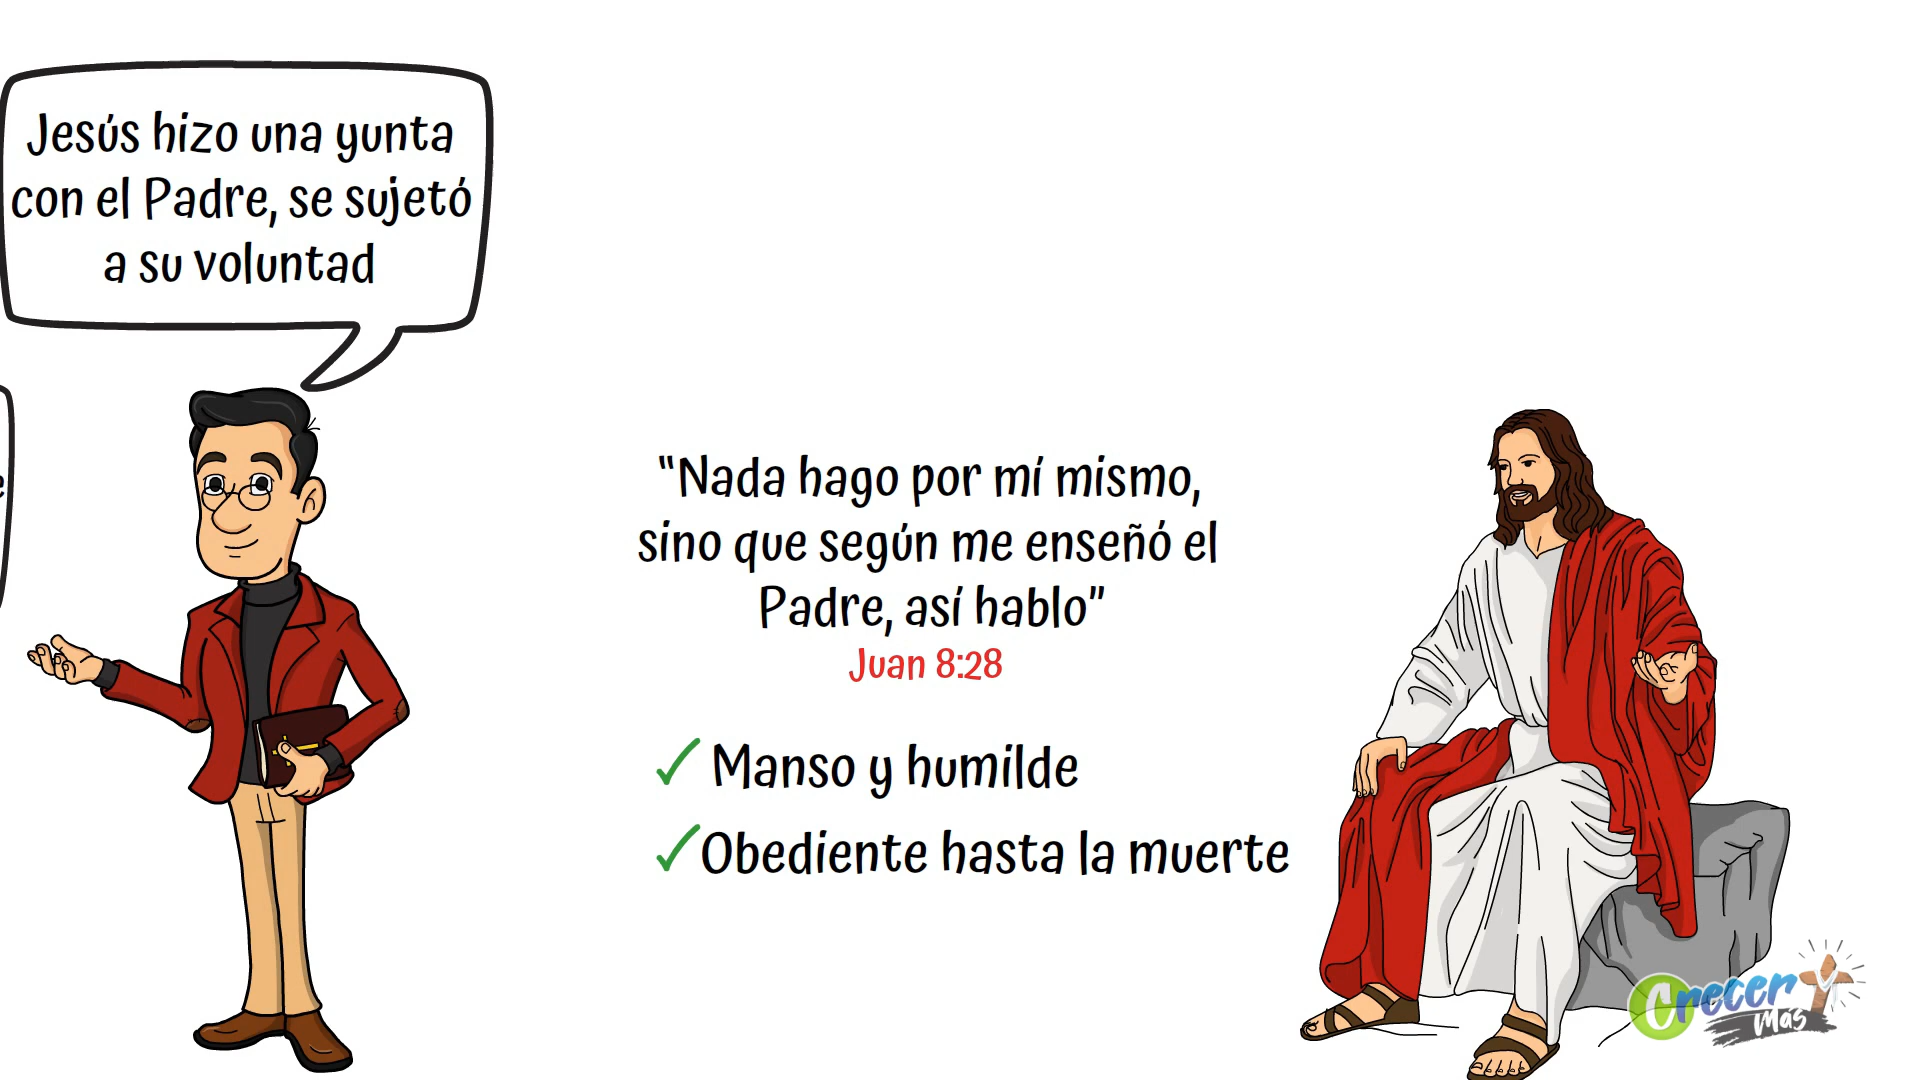 Jesús hizo una yunta
con el Padre, se sujetó
a su voluntad
"Nada hago por mí mismo,
sino que según me enseñó el
Padre, así hablo”
Juan 8:28
Manso y humilde
Obediente hasta la muerte
Crecer
Más